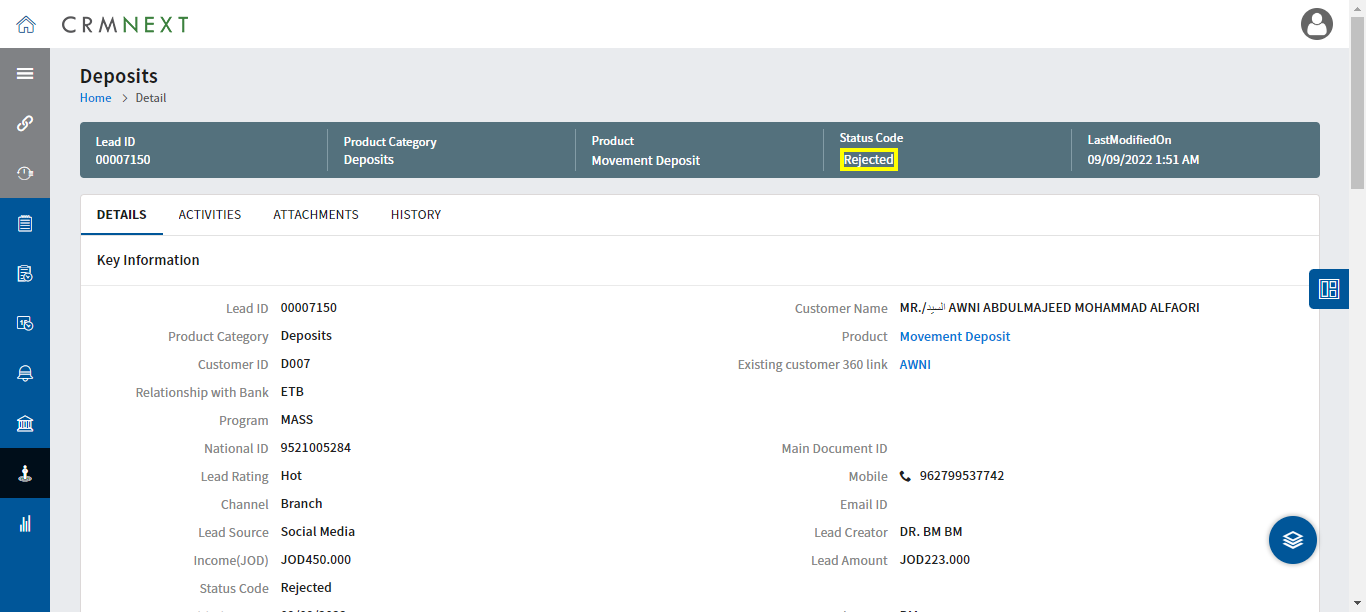 CRMNEXT
Deposits
Home > Detail
Lead ID
00007150
Product Category
Deposits
Product
Movement Deposit
Status Code
Rejected
LastModifiedOn
09/09/2022 1:51 AM
DETAILS ACTIVITIES ATTACHMENTS HISTORY
Key Information
Lead ID 00007150 Customer Name MR./السيد AWNI ABDULMAJEED MOHAMMAD ALFAORI
Product Category Deposits Product Movement Deposit
Customer ID D007 Existing customer 360 link AWNI
Relationship with Bank ETB
Program MASS
National ID 9521005284 Main Document ID
Lead Rating Hot Mobile 962799537742
Channel Branch Email ID
Lead Source Social Media Lead Creator DR. BM BM
Income(JOD) JOD450.000 Lead Amount JOD223.000
Status Code Rejected